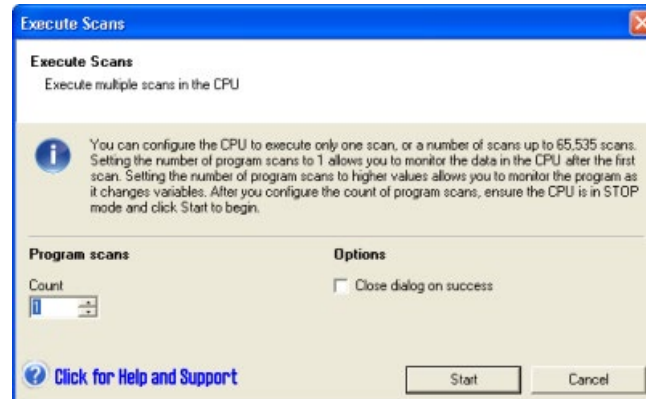 Execute Scans
Execute Scans
Execute multiple scans in the CPU
You can configure the CPU to execute only one scan, or a number of scans up to 65,535 scans.
Setting the number of program scans to 1 allows you to monitor the data in the CPU after the first
scan. Setting the number of program scans to higher values allows you to monitor the program as
it changes variables. After you configure the count of program scans, ensure the CPU is in STOP
mode and click Start to begin.
Program scans
Options
Count
Close dialog on success
1
Click for Help and Support
Start
Cancel